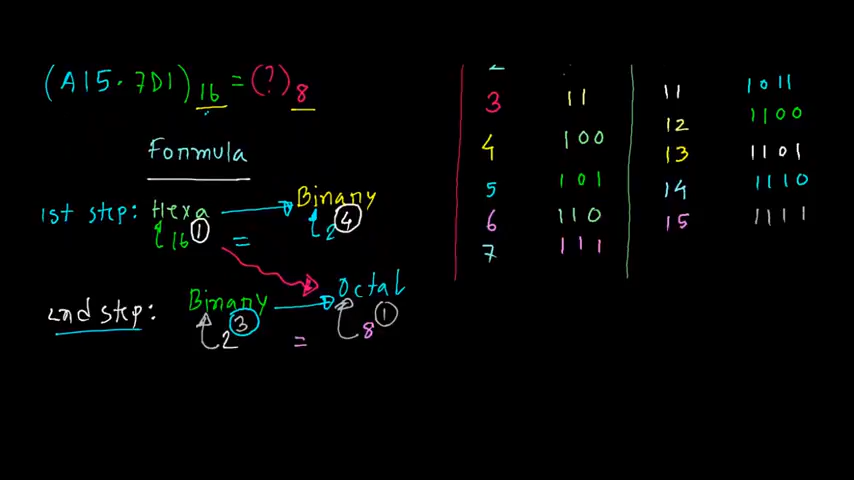 (A15.7D1)16 = (?)8
Formula
1st step: Hexa → Binary
16^1 = 2^4
2nd step: Binary → Octal
2^3 = 8^1
3 11 11 1011
4 100 12 1100
5 101 13 1101
6 110 14 1110
7 111 15 1111